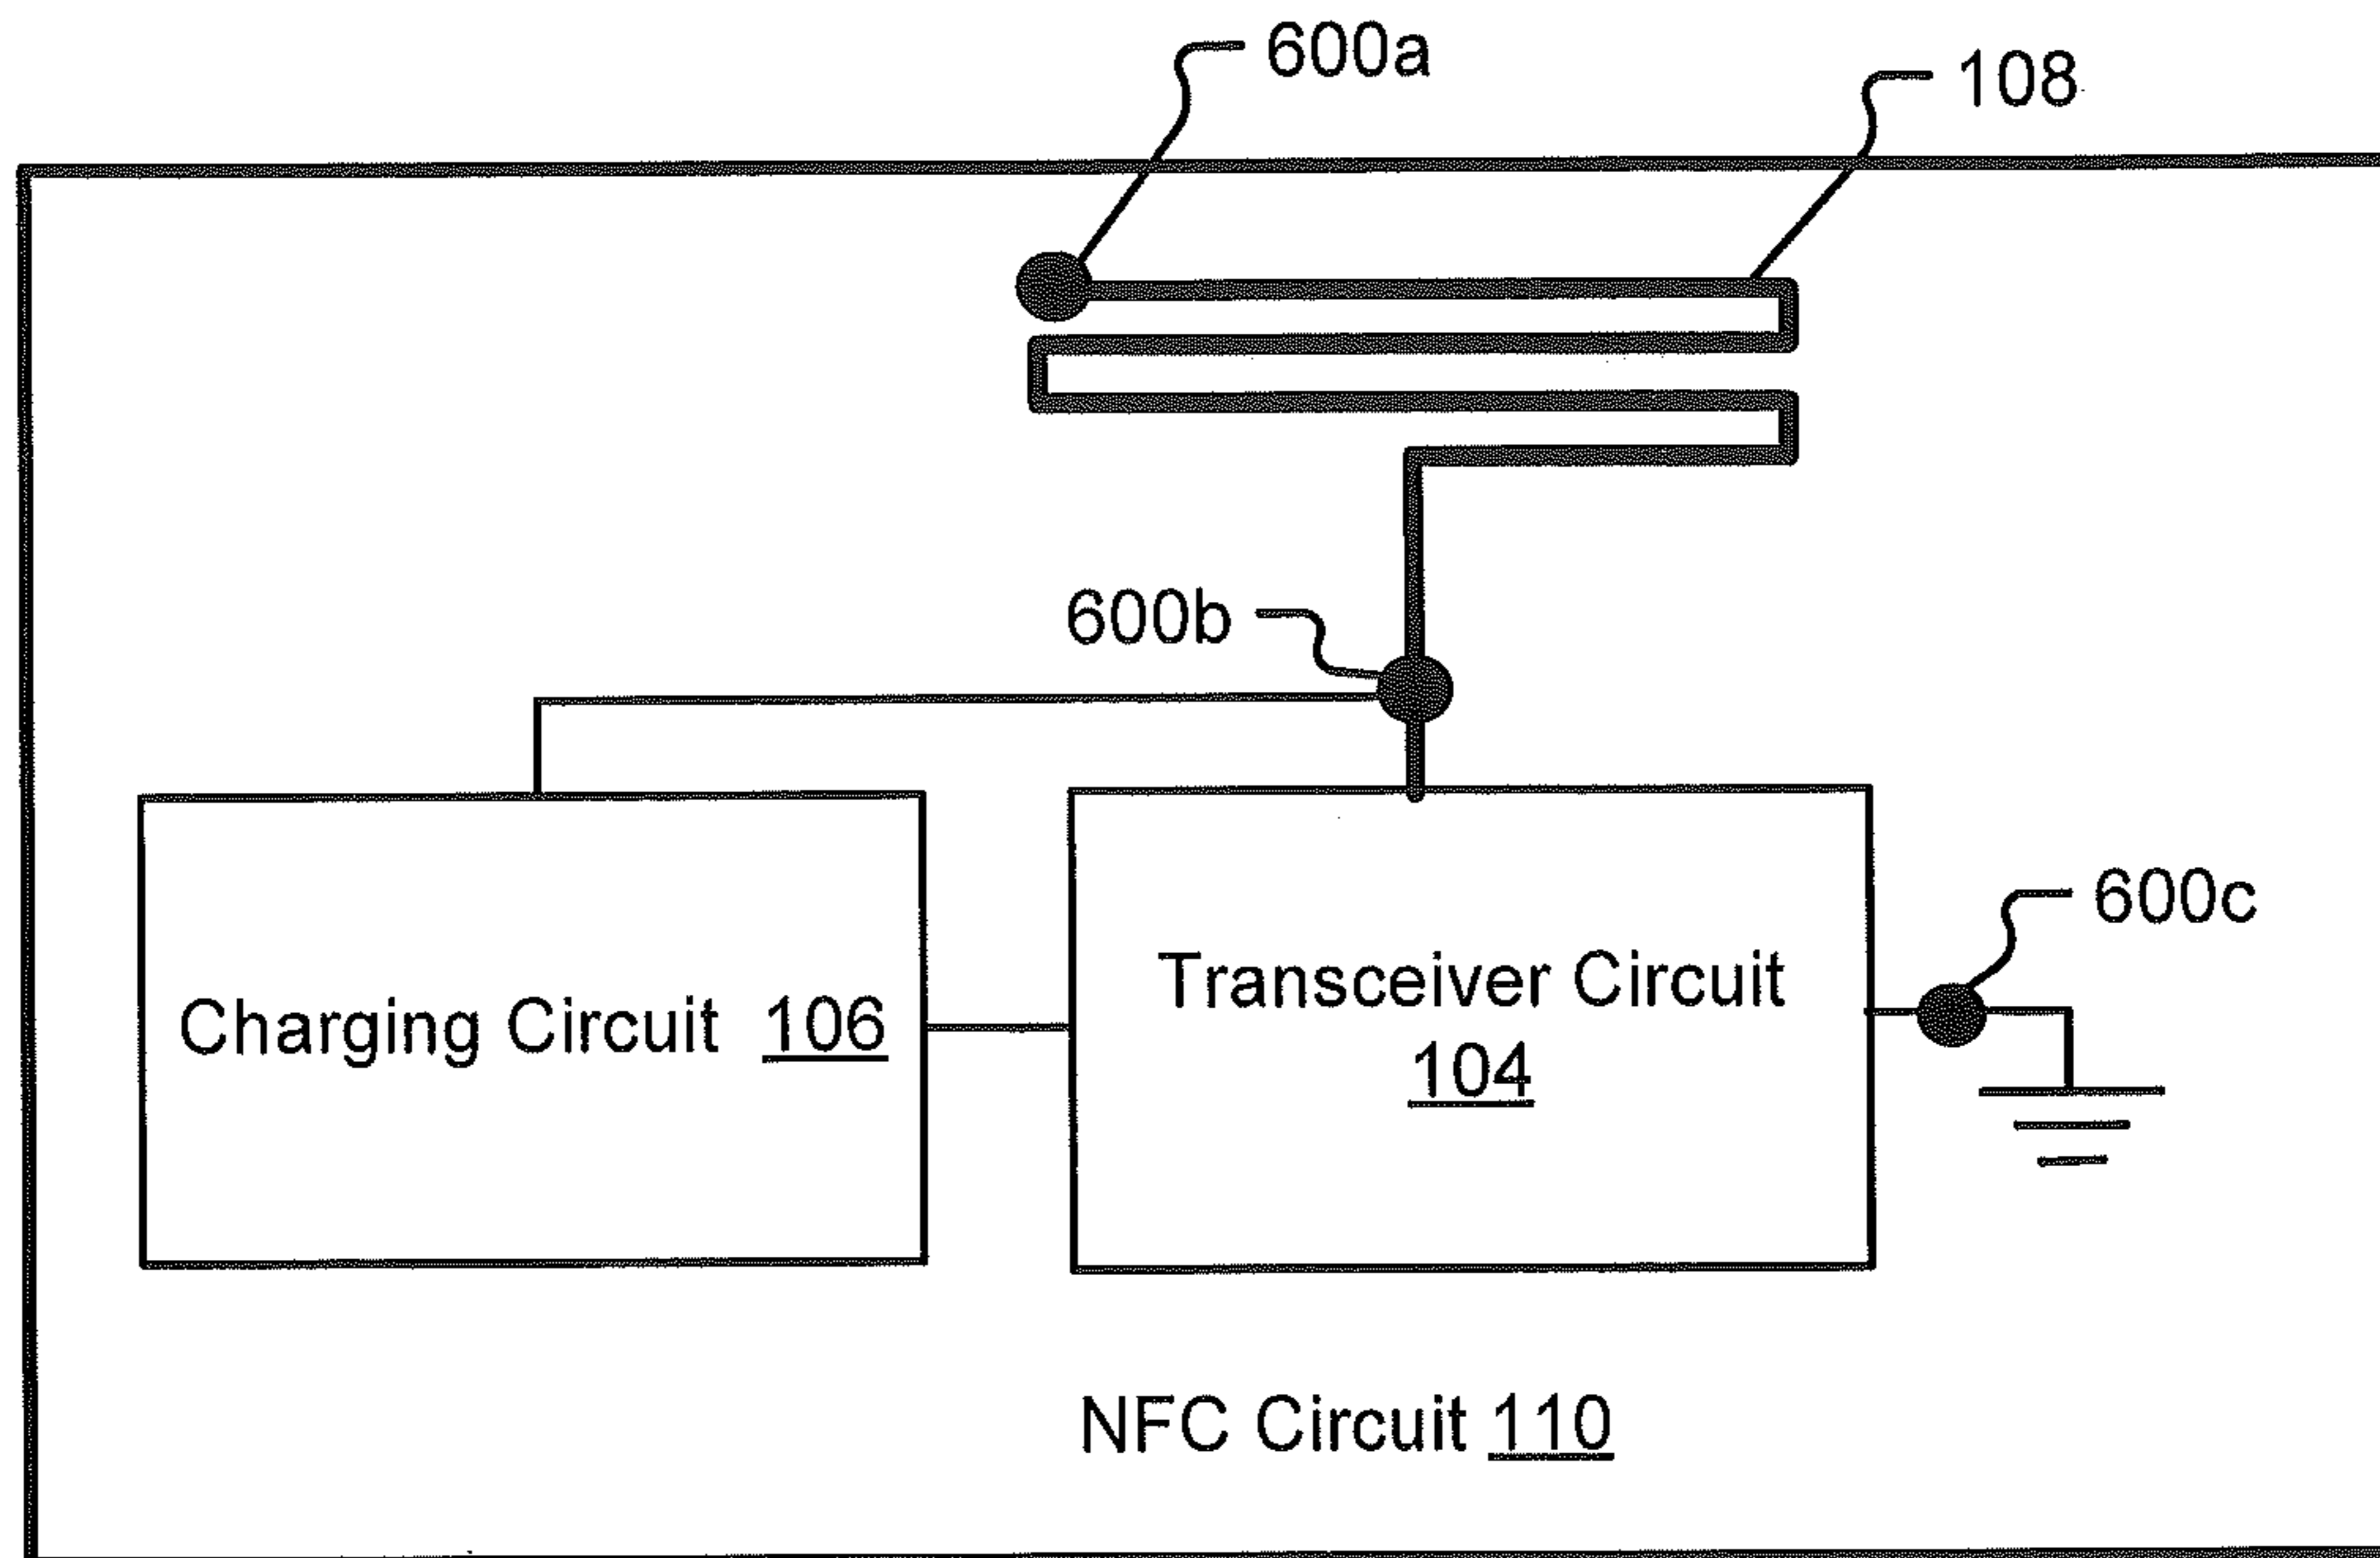 600a
108
600b
600c
Charging Circuit 106
Transceiver Circuit
104
NFC Circuit 110